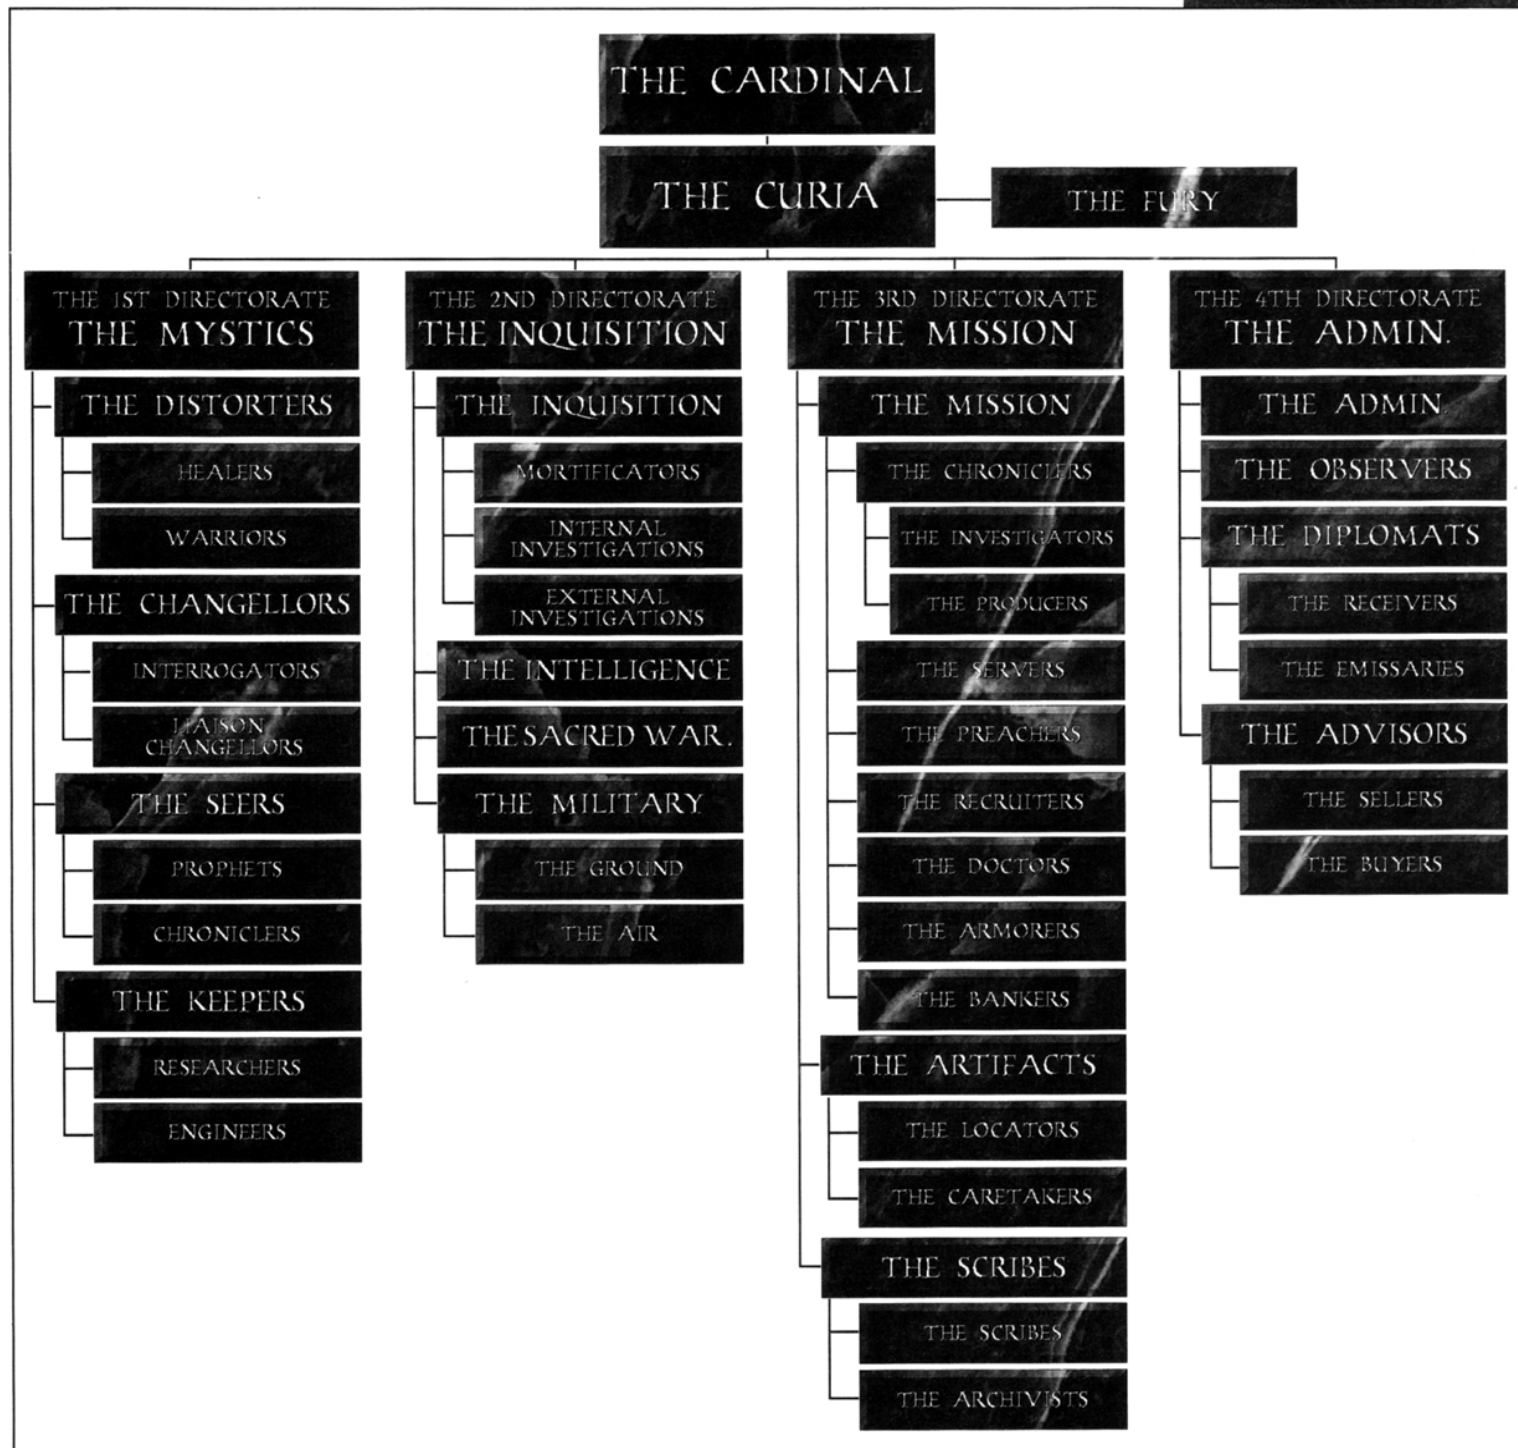 THE CARDINAL
THE CURIA
THE FURY
THE 1ST DIRECTORATE
THE MYSTICS
THE DISTORTERS
HEALERS
WARRIORS
THE CHANGELLORS
INTERROGATORS
LIAISON
CHANGELLORS
THE SEERS
PROPHETS
CHRONICLERS
THE KEEPERS
RESEARCHERS
ENGINEERS
THE 2ND DIRECTORATE
THE INQUISITION
THE INQUISITION
MORTIFICATORS
INTERNAL
INVESTIGATIONS
EXTERNAL
INVESTIGATIONS
THE INTELLIGENCE
THE SACRED WAR.
THE MILITARY
THE GROUND
THE AIR
THE 3RD DIRECTORATE
THE MISSION
THE MISSION
THE CHRONICLERS
THE INVESTIGATORS
THE PRODUCERS
THE SERVERS
THE PREACHERS
THE RECRUITERS
THE DOCTORS
THE ARMORERS
THE BANKERS
THE ARTIFACTS
THE LOCATORS
THE CARETAKERS
THE SCRIBES
THE SCRIBES
THE ARCHIVISTS
THE 4TH DIRECTORATE
THE ADMIN.
THE ADMIN.
THE OBSERVERS
THE DIPLOMATS
THE RECEIVERS
THE EMISSARIES
THE ADVISORS
THE SELLERS
THE BUYERS